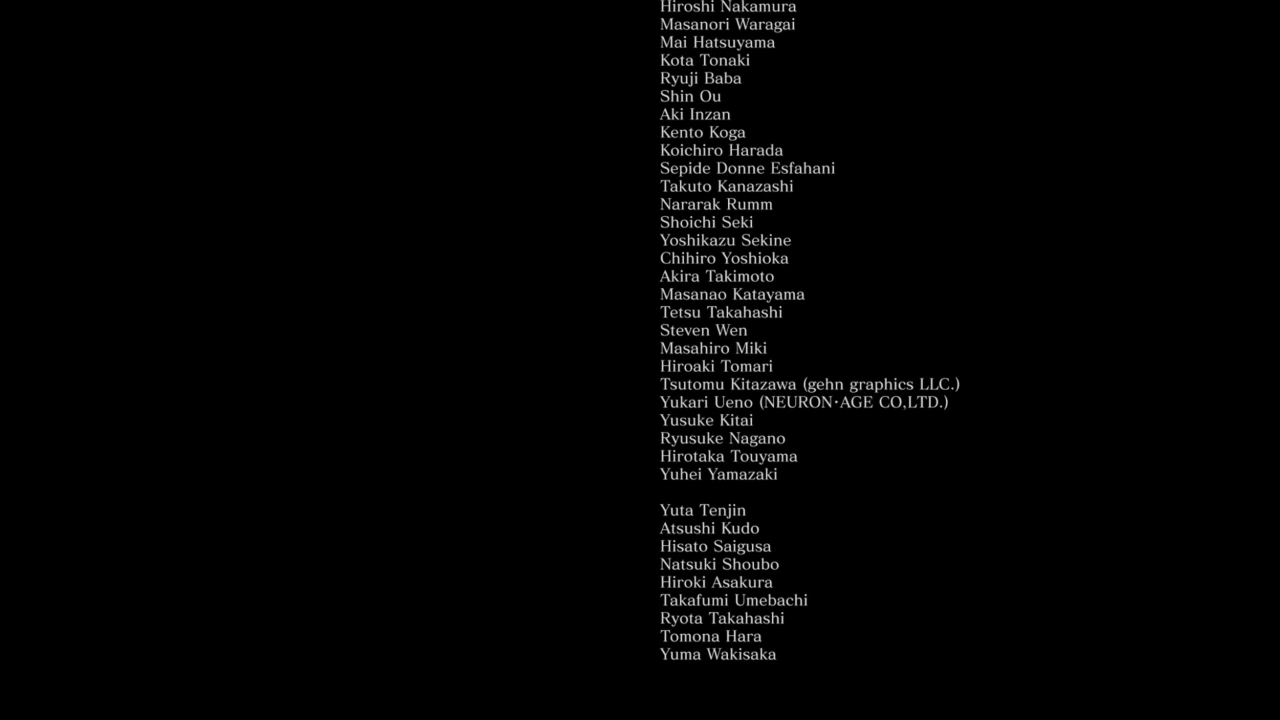 Hiroshi Nakamura
Masanori Waragai
Mai Hatsuyama
Kota Tonaki
Ryuji Baba
Shin Ou
Aki Inzan
Kento Koga
Koichiro Harada
Sepide Donne Esfahani
Takuto Kanazashi
Nararak Rumm
Shoichi Seki
Yoshikazu Sekine
Chihiro Yoshioka
Akira Takimoto
Masanao Katayama
Tetsu Takahashi
Steven Wen
Masahiro Miki
Hiroaki Tomari
Tsutomu Kitazawa (gehn graphics LLC.)
Yukari Ueno (NEURON・AGE CO,LTD.)
Yusuke Kitai
Ryusuke Nagano
Hirotaka Touyama
Yuhei Yamazaki
Yuta Tenjin
Atsushi Kudo
Hisato Saigusa
Natsuki Shoubo
Hiroki Asakura
Takafumi Umebachi
Ryota Takahashi
Tomona Hara
Yuma Wakisaka